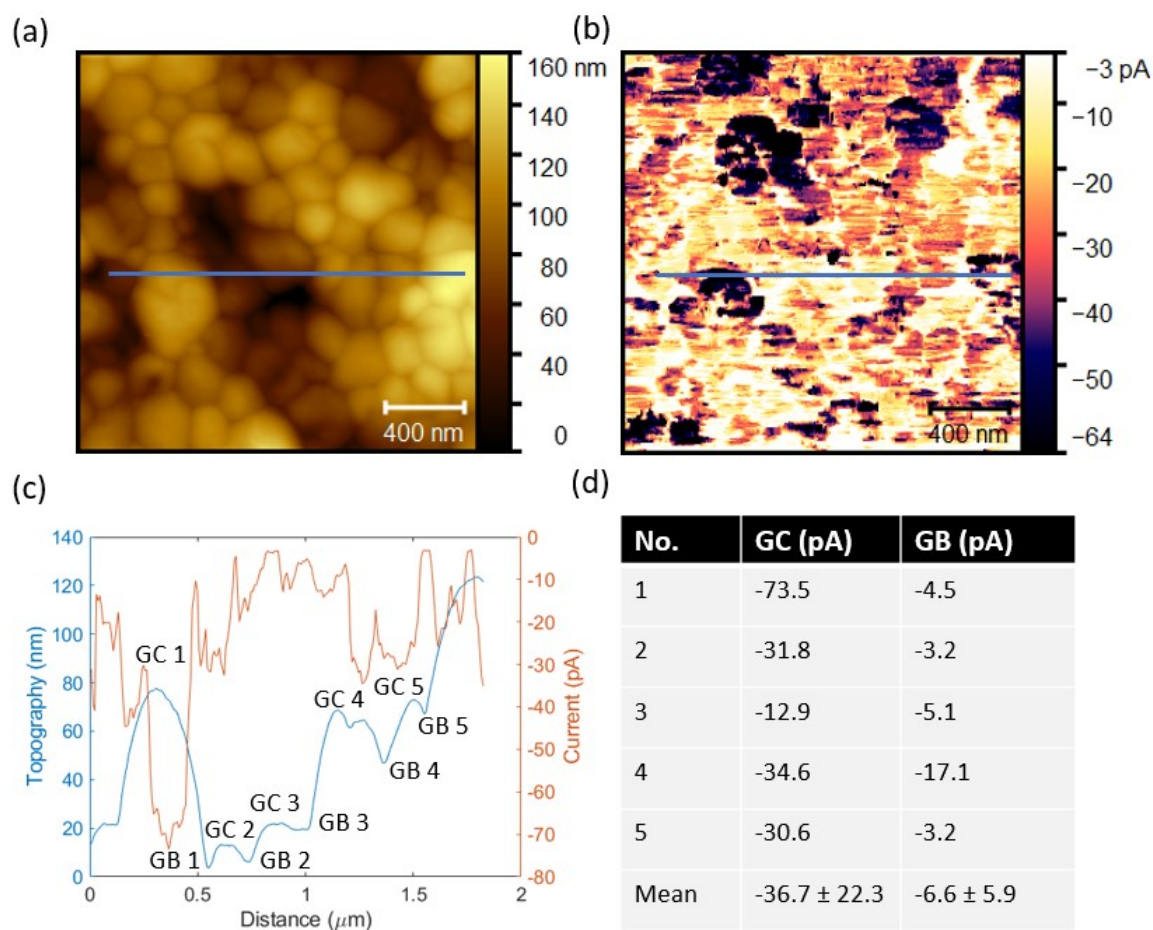 (a)
160 nm
140
120
100
80
60
40
20
0
400 nm
(b)
−3 pA
−10
−20
−30
−40
−50
−64
400 nm
(c)
140
120
100
80
60
40
20
0
Topography (nm)
0
-10
-20
-30
-40
-50
-60
-70
-80
Current (pA)
GC 1
GC 2
GC 3
GC 4
GC 5
GB 1
GB 2
GB 3
GB 4
GB 5
0
0.5
1
1.5
2
Distance (μm)
(d)
No. GC (pA) GB (pA)
1 -73.5 -4.5
2 -31.8 -3.2
3 -12.9 -5.1
4 -34.6 -17.1
5 -30.6 -3.2
Mean -36.7 ± 22.3 -6.6 ± 5.9